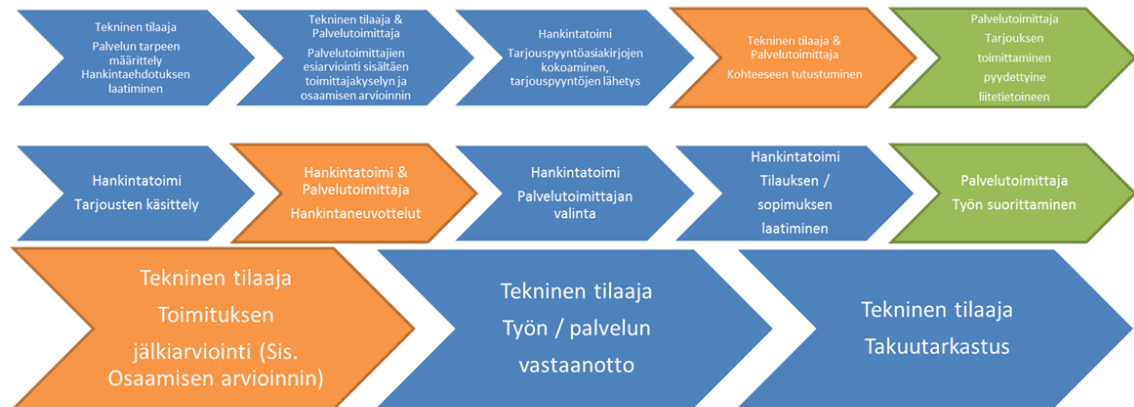 Tekninen tilaaja
Palvelun tarpeen
määrittely
Hankintaehdotuksen
laatiminen
Tekninen tilaaja &
Palvelutoimittaja
Palvelutoimittajien
esiarviointi sisältäen
toimittajakyselyn ja
osaamisen arvioinnin
Hankintatoimi
Tarjouspyyntöasiakirjojen
kokoaminen,
tarjouspyyntöjen lähetys
Tekninen tilaaja &
Palvelutoimittaja
Kohteeseen tutustuminen
Palvelutoimittaja
Tarjouksen
toimittaminen
pyydettyine
liitetietoineen
Hankintatoimi
Tarjousten käsittely
Hankintatoimi &
Palvelutoimittaja
Hankintaneuvottelut
Hankintatoimi
Palvelutoimittajan
valinta
Hankintatoimi
Tilauksen /
sopimuksen
laatiminen
Palvelutoimittaja
Työn suorittaminen
Tekninen tilaaja
Toimituksen
jälkiarviointi (Sis.
Osaamisen arvioinnin)
Tekninen tilaaja
Työn / palvelun
vastaanotto
Tekninen tilaaja
Takuutarkastus